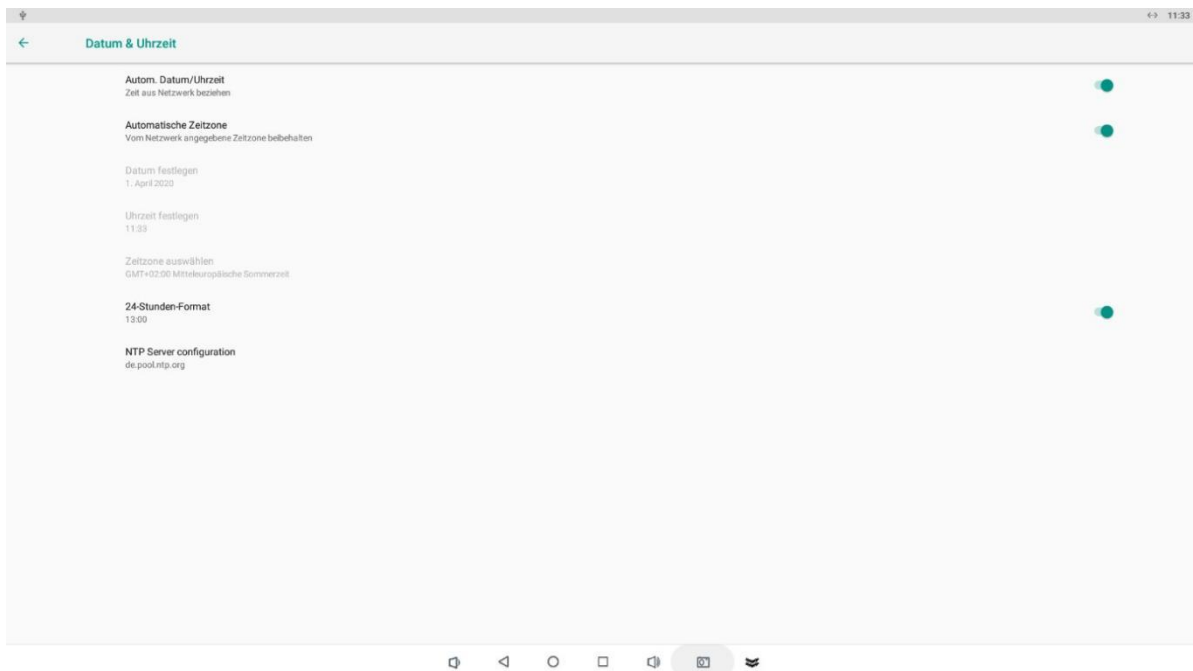 11:33
Datum & Uhrzeit
Autom. Datum/Uhrzeit
Zeit aus Netzwerk beziehen
Automatische Zeitzone
Vom Netzwerk angegebene Zeitzone beibehalten
Datum festlegen
1. April 2020
Uhrzeit festlegen
11:33
Zeitzone auswählen
GMT+02:00 Mitteleuropäische Sommerzeit
24-Stunden-Format
13:00
NTP Server configuration
de.pool.ntp.org